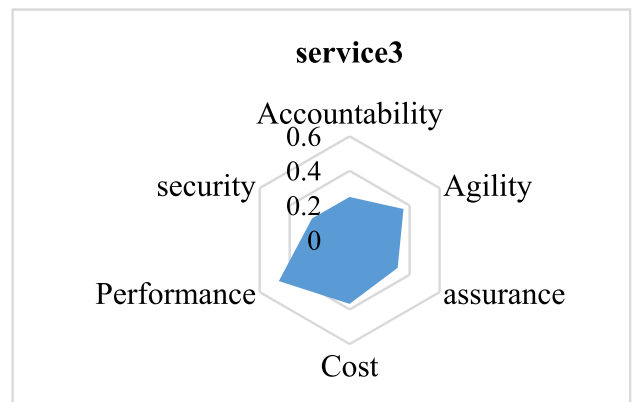 service3
Accountability
0.6
0.4
security
Agility
0.2
0
Performance
assurance
Cost